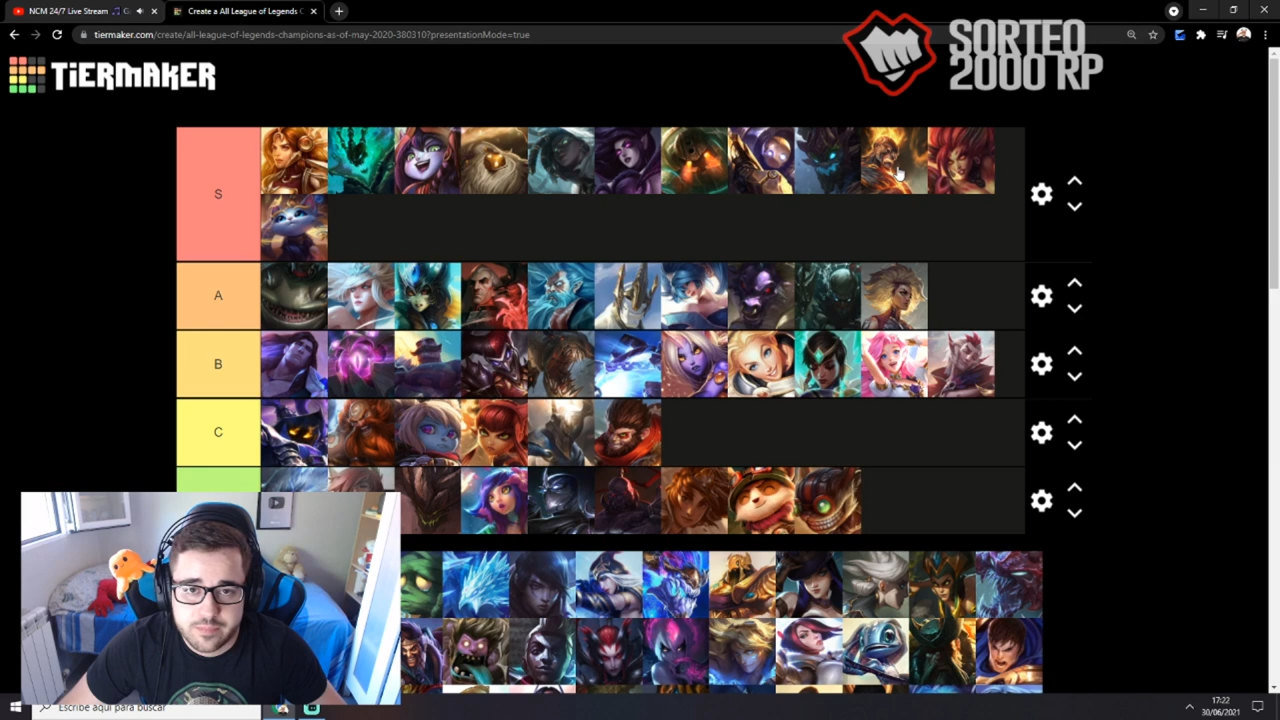 NCM 24/7 Live Stream
Create a All League of Legends C
tiermaker.com/create/all-league-of-legends-champions-as-of-may-2020-380310?presentationMode=true
SORTEO
2000 RP
TiERMAKER
S
A
B
C
Escribe aquí para buscar
17:22
30/06/2021